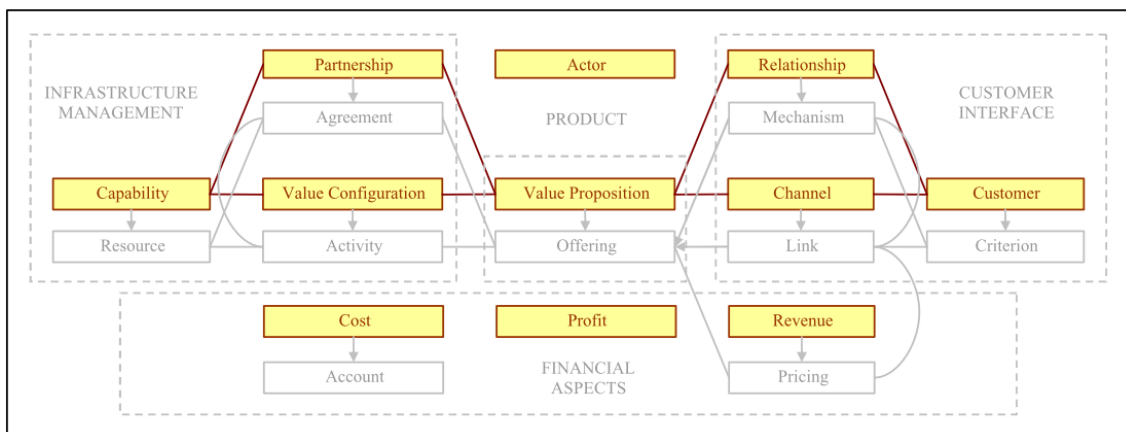 Partnership
Actor
Relationship
INFRASTRUCTURE
MANAGEMENT
Agreement
PRODUCT
Mechanism
CUSTOMER
INTERFACE
Capability
Value Configuration
Value Proposition
Channel
Customer
Resource
Activity
Offering
Link
Criterion
Cost
Profit
Revenue
Account
FINANCIAL
ASPECTS
Pricing